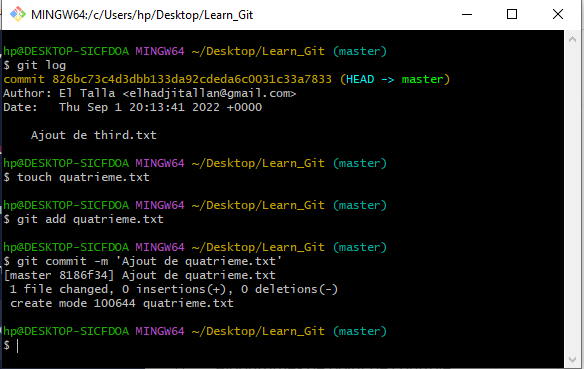 MINGW64:/c/Users/hp/Desktop/Learn_Git
hp@DESKTOP-SICFDOA MINGW64 ~/Desktop/Learn_Git (master)
$ git log
commit 826bc73c4d3dbb133da92cdeda6c0031c33a7833 (HEAD -> master)
Author: El Talla <elhadjitallan@gmail.com>
Date:   Thu Sep 1 20:13:41 2022 +0000
    Ajout de third.txt
hp@DESKTOP-SICFDOA MINGW64 ~/Desktop/Learn_Git (master)
$ touch quatrieme.txt
hp@DESKTOP-SICFDOA MINGW64 ~/Desktop/Learn_Git (master)
$ git add quatrieme.txt
hp@DESKTOP-SICFDOA MINGW64 ~/Desktop/Learn_Git (master)
$ git commit -m 'Ajout de quatrieme.txt'
[master 8186f34] Ajout de quatrieme.txt
 1 file changed, 0 insertions(+), 0 deletions(-)
 create mode 100644 quatrieme.txt
hp@DESKTOP-SICFDOA MINGW64 ~/Desktop/Learn_Git (master)
$